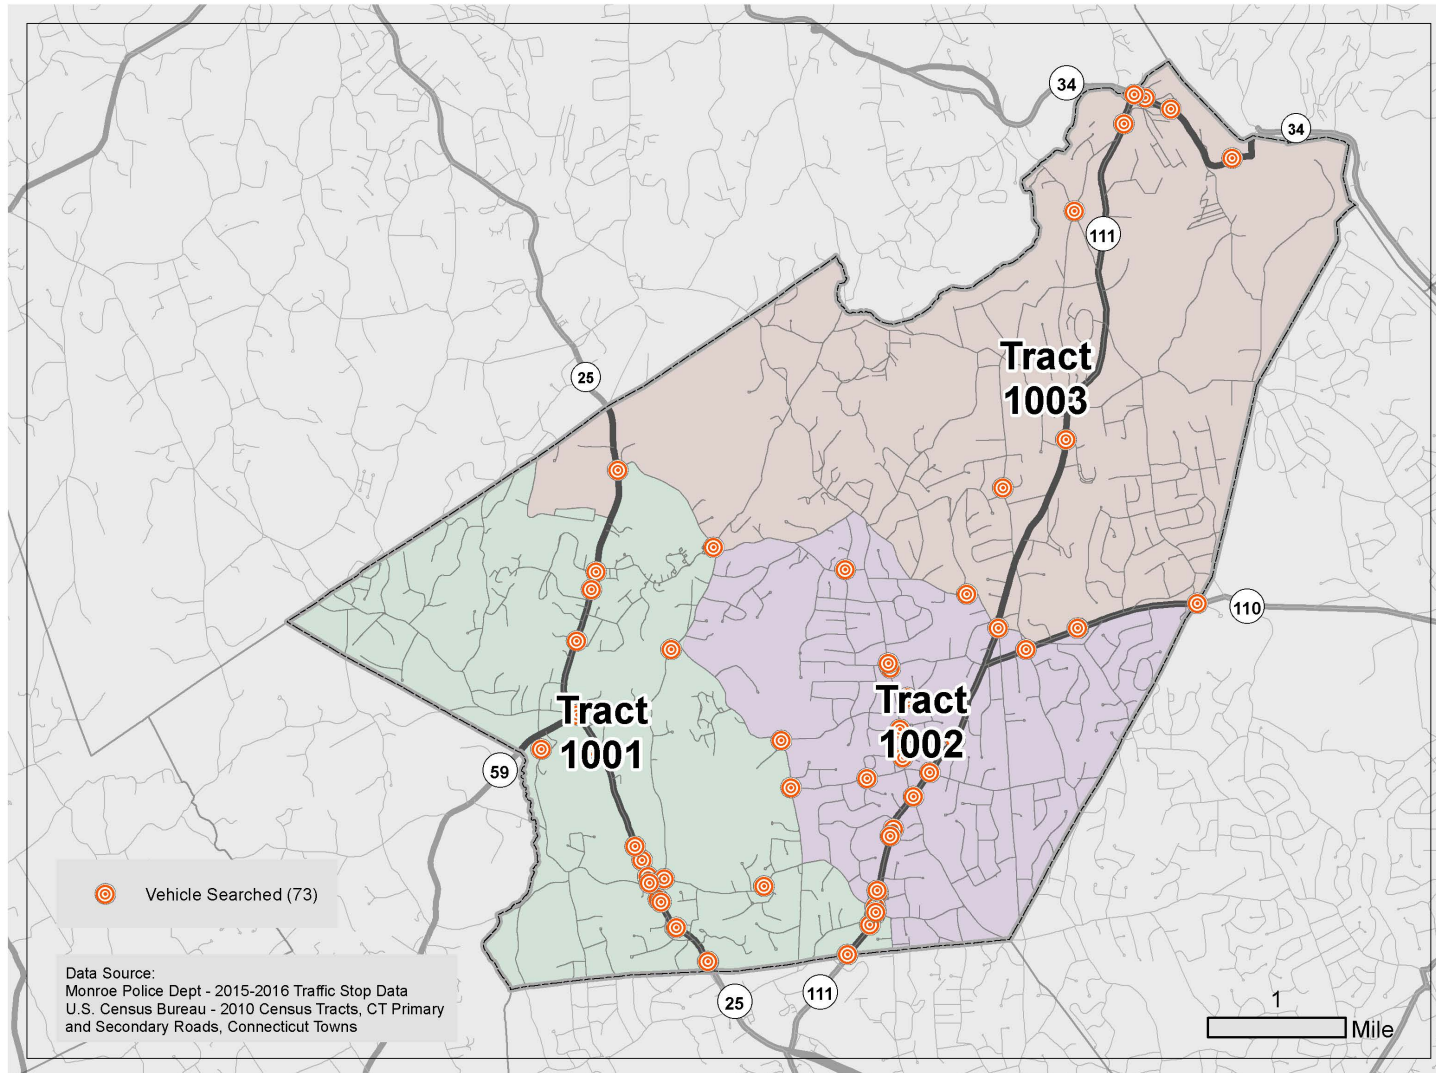 34
34
111
Tract
1003
25
110
Tract
1002
Tract
1001
59
Vehicle Searched (73)
Data Source:
Monroe Police Dept - 2015-2016 Traffic Stop Data
U.S. Census Bureau - 2010 Census Tracts, CT Primary
and Secondary Roads, Connecticut Towns
25
111
1
Mile